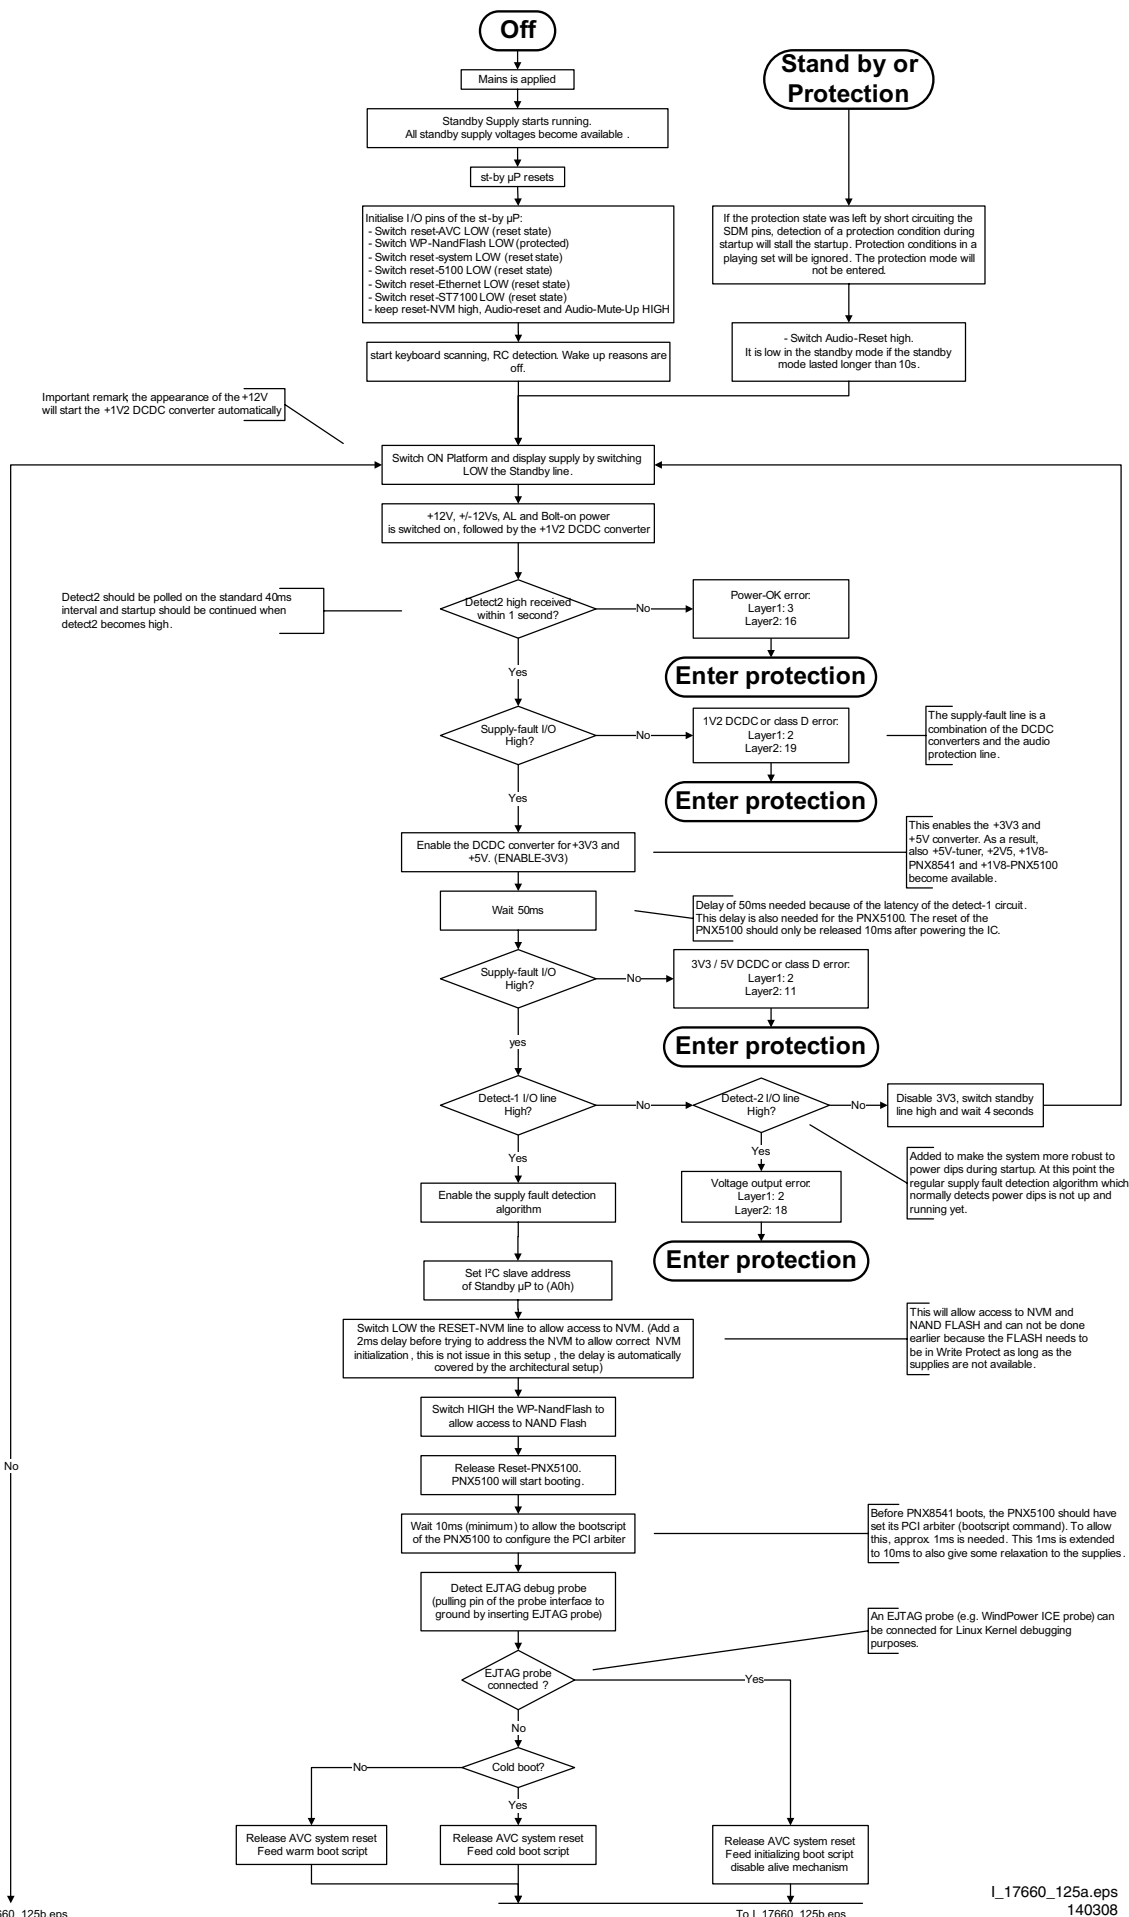 Off
Mains is applied
Stand by or
Protection
Standby Supply starts running.
All standby supply voltages become available .
st-by µP resets
Initialise I/O pins of the st-by µP:
- Switch reset-AVC LOW (reset state)
- Switch WP-NandFlash LOW (protected)
- Switch reset-system LOW (reset state)
- Switch reset-5100 LOW (reset state)
- Switch reset-Ethernet LOW (reset state)
- Switch reset-ST7100 LOW (reset state)
- keep reset-NVM high, Audio-reset and Audio-Mute-Up HIGH
If the protection state was left by short circuiting the
SDM pins, detection of a protection condition during
startup will stall the startup. Protection conditions in a
playing set will be ignored. The protection mode will
not be entered.
start keyboard scanning, RC detection. Wake up reasons are
off.
- Switch Audio-Reset high.
It is low in the standby mode if the standby
mode lasted longer than 10s.
Important remark; the appearance of the +12V
will start the +1V2 DCDC converter automatically
Switch ON Platform and display supply by switching
LOW the Standby line.
+12V, +/-12Vs, AL and Bolt-on power
is switched on, followed by the +1V2 DCDC converter
Detect2 should be polled on the standard 40ms
interval and startup should be continued when
detect2 becomes high.
Detect2 high received
within 1 second?
No
Power-OK error:
Layer1: 3
Layer2: 16
Enter protection
Yes
Supply-fault I/O
High?
No
1V2 DCDC or class D error:
Layer1: 2
Layer2: 19
Enter protection
The supply-fault line is a
combination of the DCDC
converters and the audio
protection line.
Yes
Enable the DCDC converter for +3V3 and
+5V. (ENABLE-3V3)
This enables the +3V3 and
+5V converter. As a result,
also +5V-tuner, +2V5, +1V8-
PNX8541 and +1V8-PNX5100
become available.
Wait 50ms
Delay of 50ms needed because of the latency of the detect-1 circuit.
This delay is also needed for the PNX5100. The reset of the
PNX5100 should only be released 10ms after powering the IC.
Supply-fault I/O
High?
No
3V3 / 5V DCDC or class D error:
Layer1: 2
Layer2: 11
Enter protection
yes
Detect-1 I/O line
High?
No
Detect-2 I/O line
High?
No
Disable 3V3, switch standby
line high and wait 4 seconds
Yes
Yes
Voltage output error:
Layer1: 2
Layer2: 18
Enter protection
Added to make the system more robust to
power dips during startup. At this point the
regular supply fault detection algorithm which
normally detects power dips is not up and
running yet.
Enable the supply fault detection
algorithm
Set I²C slave address
of Standby µP to (A0h)
Switch LOW the RESET-NVM line to allow access to NVM. (Add a
2ms delay before trying to address the NVM to allow correct NVM
initialization , this is not issue in this setup , the delay is automatically
covered by the architectural setup)
This will allow access to NVM and
NAND FLASH and can not be done
earlier because the FLASH needs to
be in Write Protect as long as the
supplies are not available.
Switch HIGH the WP-NandFlash to
allow access to NAND Flash
No
Release Reset-PNX5100.
PNX5100 will start booting.
Wait 10ms (minimum) to allow the bootscript
of the PNX5100 to configure the PCI arbiter
Before PNX8541 boots, the PNX5100 should have
set its PCI arbiter (bootscript command). To allow
this, approx. 1ms is needed. This 1ms is extended
to 10ms to also give some relaxation to the supplies.
Detect EJTAG debug probe
(pulling pin of the probe interface to
ground by inserting EJTAG probe)
An EJTAG probe (e.g. WindPower ICE probe) can
be connected for Linux Kernel debugging
purposes.
EJTAG probe
connected ?
Yes
No
Cold boot?
No
Yes
Release AVC system reset
Feed warm boot script
Release AVC system reset
Feed cold boot script
Release AVC system reset
Feed initializing boot script
disable alive mechanism
I_17660_125a.eps
140308
660_125b.eps
To I_17660_125b.eps